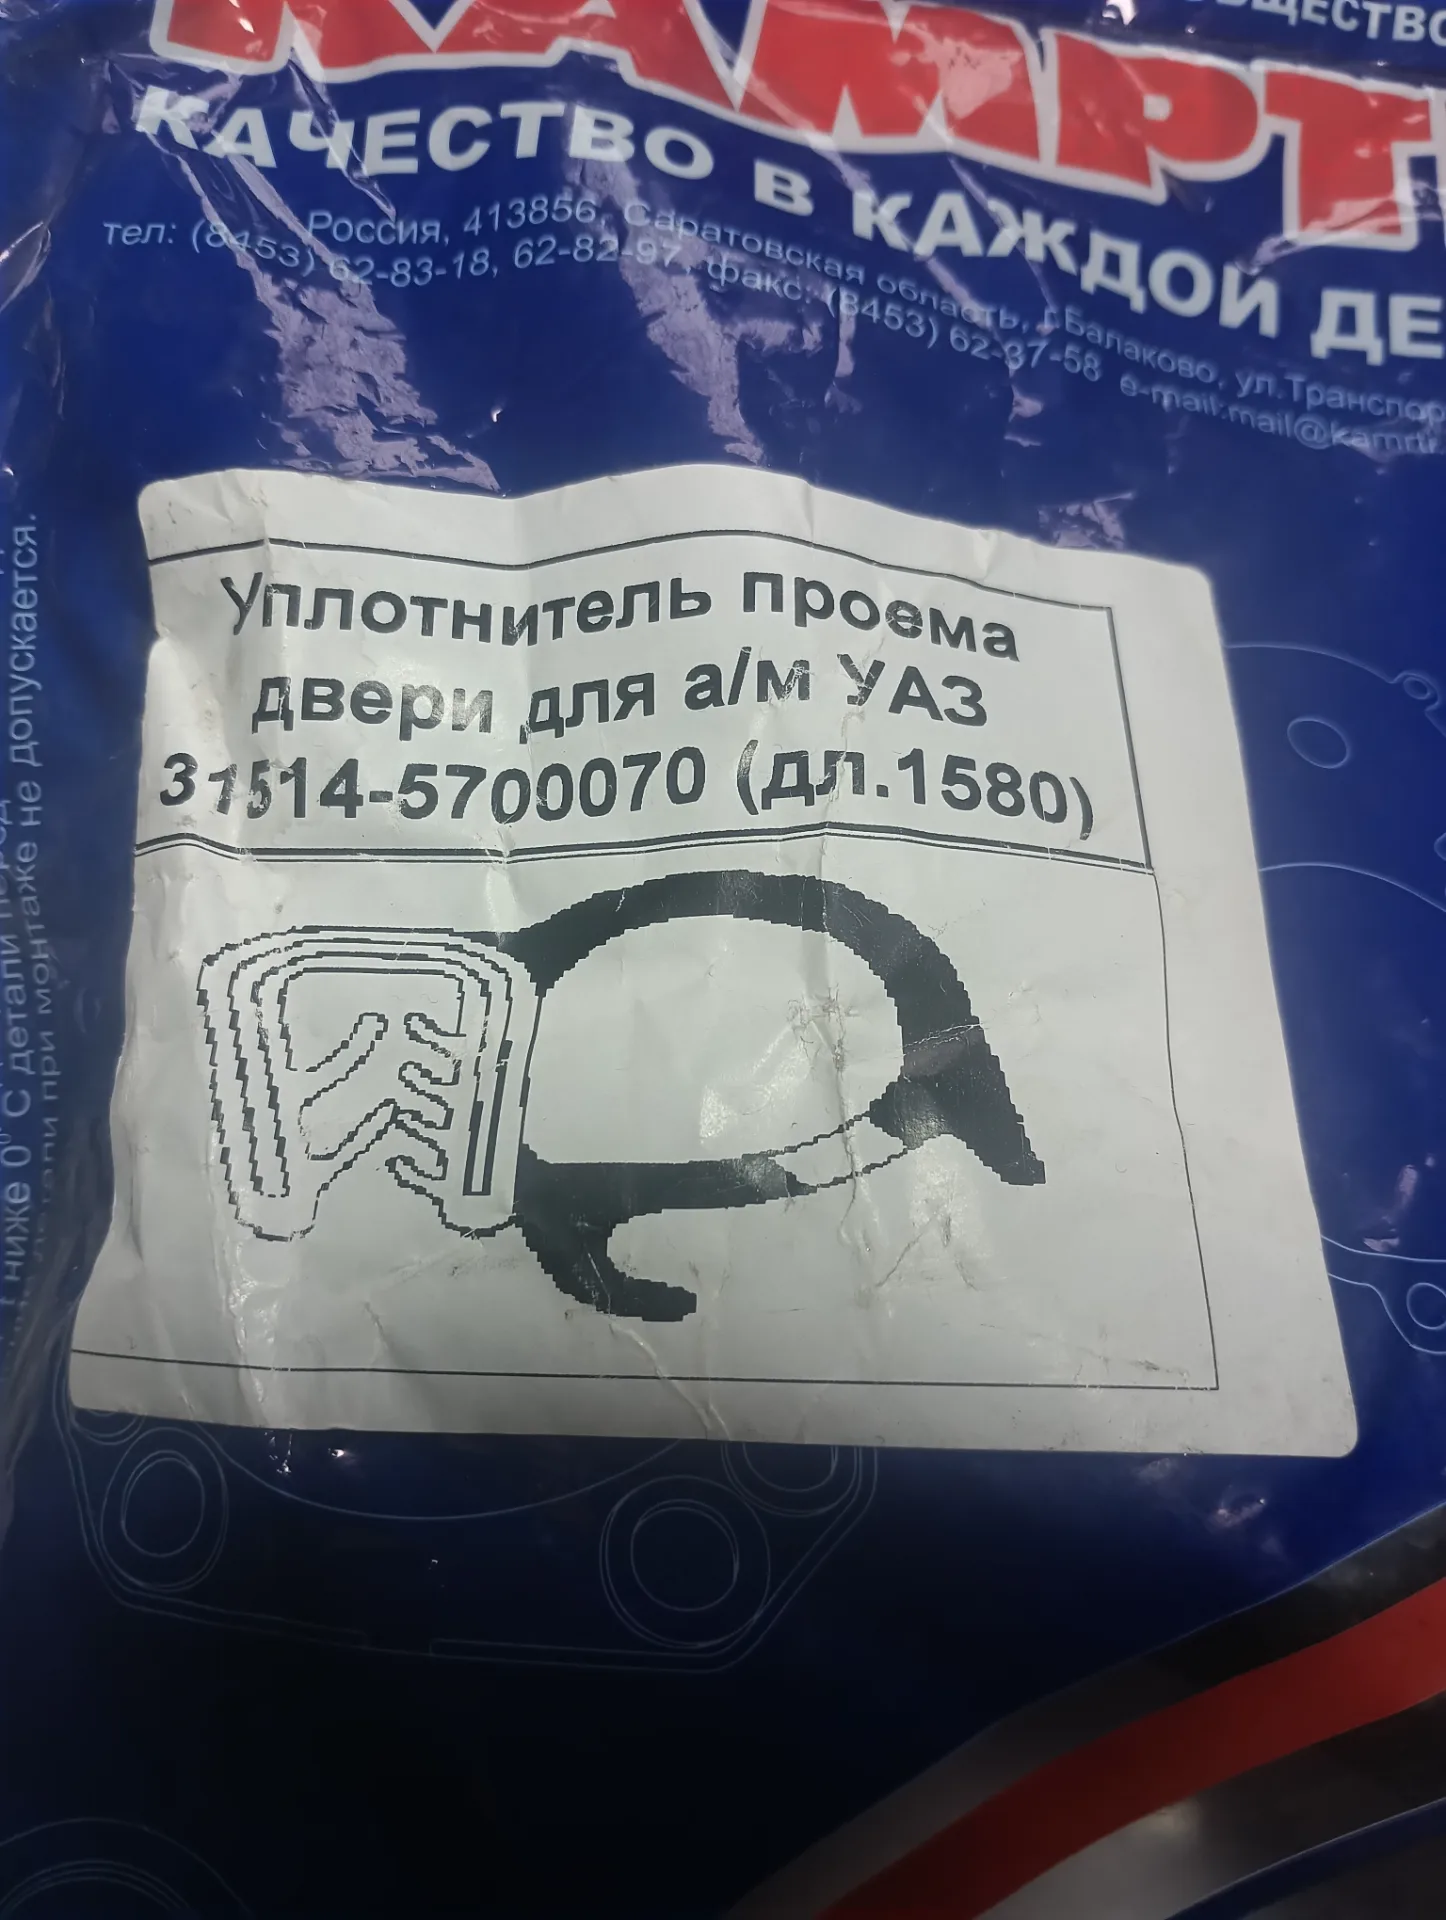 КАМРТ
КАЧЕСТВО В КАЖДОЙ ДЕ
Россия, 413856, Саратовская область, г.Балаково, ул.Транспор
тел: (8453) 62-83-18, 62-82-97, факс: (8453) 62-37-58 e-mail:mail@kamrti.
Уплотнитель проема
двери для а/м УАЗ
31514-5700070 (дл.1580)
ниже 0° С детали перед
при монтаже не допускается.